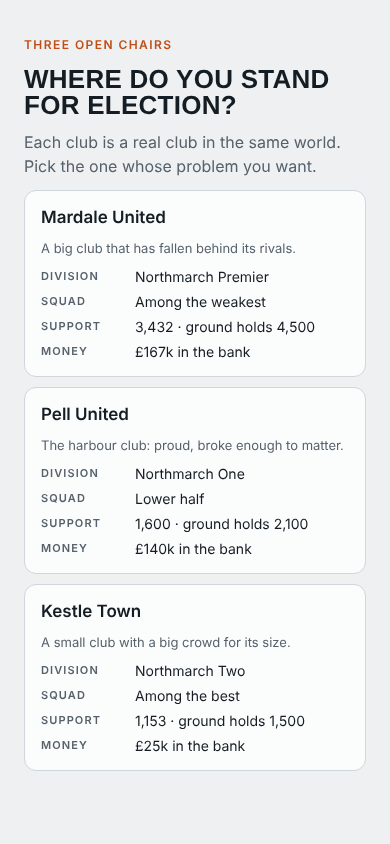 THREE OPEN CHAIRS
WHERE DO YOU STAND
FOR ELECTION?
Each club is a real club in the same world.
Pick the one whose problem you want.
Mardale United
A big club that has fallen behind its rivals.
DIVISION Northmarch Premier
SQUAD Among the weakest
SUPPORT 3,432 · ground holds 4,500
MONEY £167k in the bank
Pell United
The harbour club: proud, broke enough to matter.
DIVISION Northmarch One
SQUAD Lower half
SUPPORT 1,600 · ground holds 2,100
MONEY £140k in the bank
Kestle Town
A small club with a big crowd for its size.
DIVISION Northmarch Two
SQUAD Among the best
SUPPORT 1,153 · ground holds 1,500
MONEY £25k in the bank